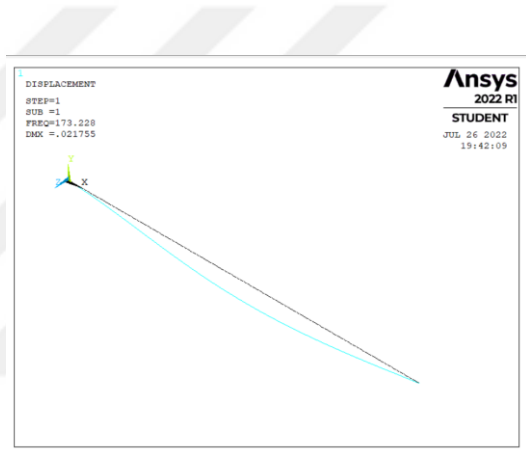 1
DISPLACEMENT
STEP=1
SUB =1
FREQ=173.228
DMX =.021755
Ansys
2022 R1
STUDENT
JUL 26 2022
19:42:09
Y
Z X